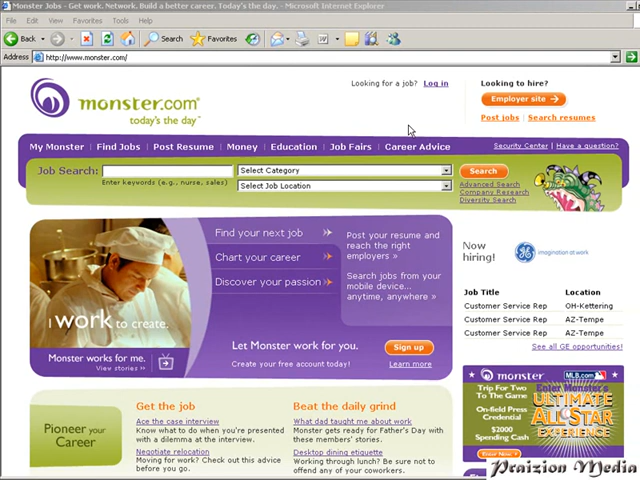 Monster Jobs - Get work. Network. Build a better career. Today's the day. - Microsoft Internet Explorer
File Edit View Favorites Tools Help
Back Search Favorites
Address http://www.monster.com/
Looking for a job? Log in
Looking to hire?
Employer site
Post jobs | Search resumes
monster.com
today's the day
My Monster | Find Jobs | Post Resume | Money | Education | Job Fairs | Career Advice
Security Center | Have a question?
Job Search: Select Category Search
Enter keywords (e.g., nurse, sales) Select Job Location
Advanced Search
Company Research
Diversity Search
Find your next job
Chart your career
Discover your passion
Post your resume and
reach the right
employers »
Search jobs from your
mobile device...
anytime, anywhere »
I work to create.
Monster works for me.
View stories »
Let Monster work for you.
Create your free account today!
Sign up
Learn more
Now
hiring!
imagination at work
Job Title Location
Customer Service Rep OH-Kettering
Customer Service Rep AZ-Tempe
Customer Service Rep AZ-Tempe
See all GE opportunities!
monster MLB.com
Trip For Two
To The Game
On-field Press
Credential
$2000
Spending Cash
Enter Now
Enter Monster's
ULTIMATE
ALL STAR
EXPERIENCE
Pioneer your
Career
Get the job
Ace the case interview
Know what to do when you're presented
with a dilemma at the interview.
Negotiate relocation
Moving for work? Check out this advice
before you go.
Beat the daily grind
What dad taught me about work
Monster gets ready for Father's Day with
these members' stories.
Desktop dining etiquette
Working through lunch? Be sure not to
offend any of your coworkers.
Praizion Media